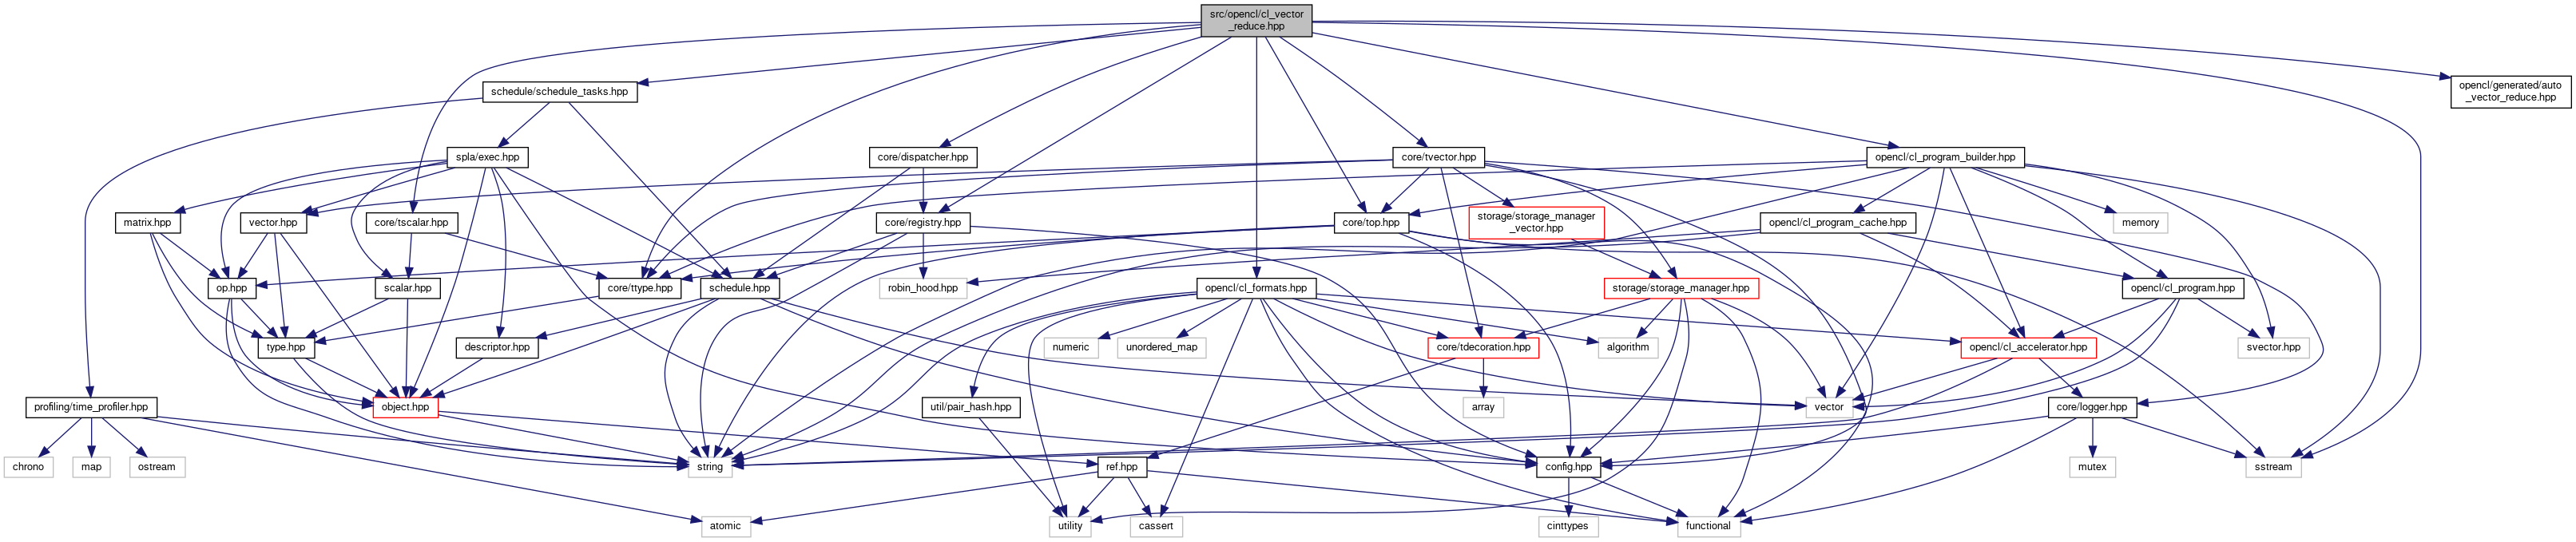 src/opencl/cl_vector
_reduce.hpp
schedule/schedule_tasks.hpp
opencl/generated/auto
_vector_reduce.hpp
spla/exec.hpp
core/dispatcher.hpp
core/tvector.hpp
opencl/cl_program_builder.hpp
matrix.hpp
vector.hpp
core/tscalar.hpp
core/registry.hpp
core/top.hpp
storage/storage_manager
_vector.hpp
opencl/cl_program_cache.hpp
memory
op.hpp
scalar.hpp
core/ttype.hpp
schedule.hpp
robin_hood.hpp
opencl/cl_formats.hpp
storage/storage_manager.hpp
opencl/cl_program.hpp
type.hpp
descriptor.hpp
numeric
unordered_map
core/tdecoration.hpp
algorithm
opencl/cl_accelerator.hpp
svector.hpp
profiling/time_profiler.hpp
object.hpp
util/pair_hash.hpp
array
vector
core/logger.hpp
chrono
map
ostream
string
ref.hpp
config.hpp
mutex
sstream
atomic
utility
cassert
cinttypes
functional